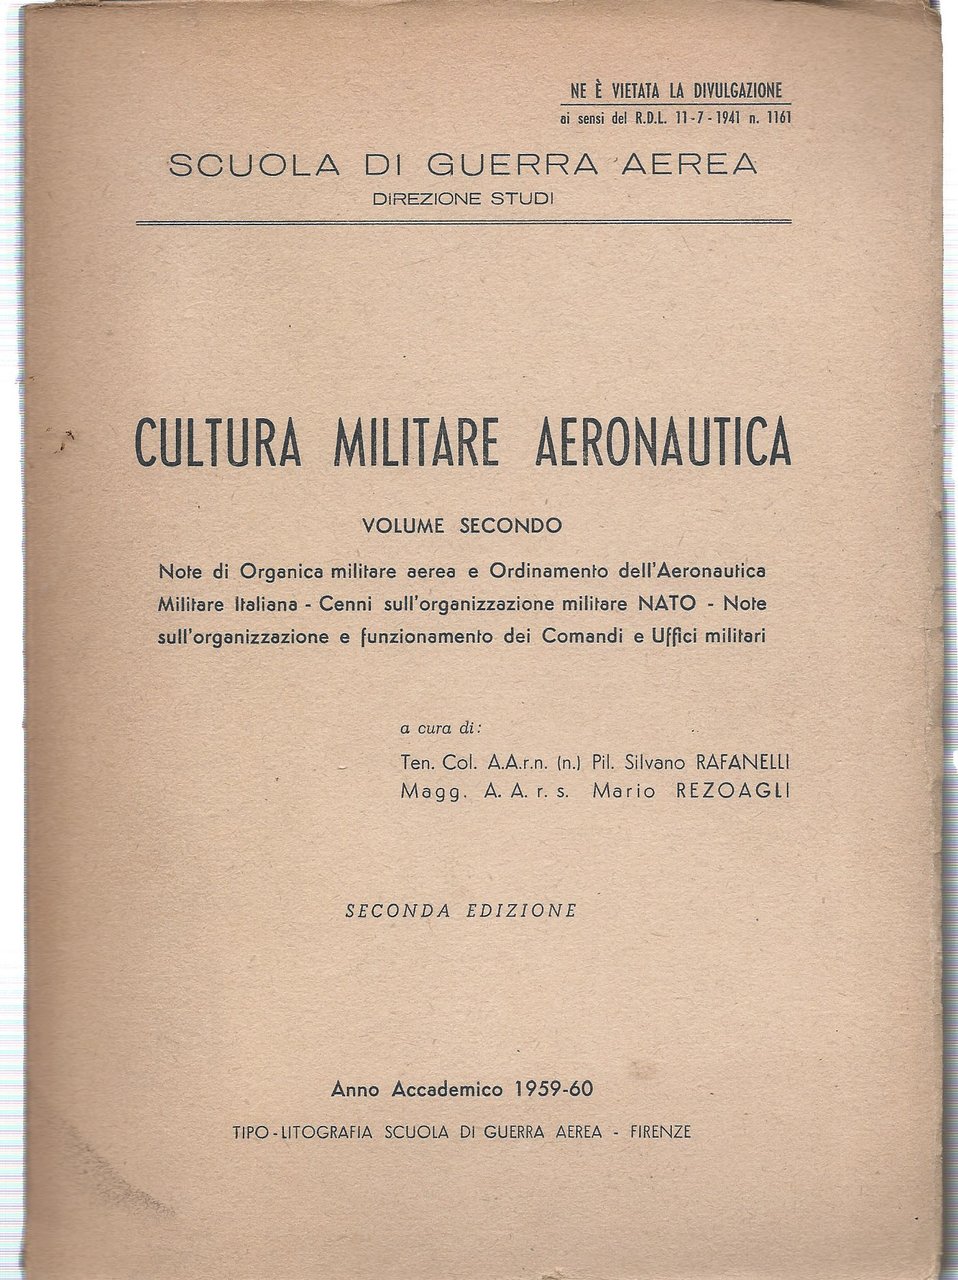 NE È VIETATA LA DIVULGAZIONE
ai sensi del R.D.L. 11-7-1941 n. 1161
SCUOLA DI GUERRA AEREA
DIREZIONE STUDI
CULTURA MILITARE AERONAUTICA
VOLUME SECONDO
Note di Organica militare aerea e Ordinamento dell'Aeronautica
Militare Italiana - Cenni sull'organizzazione militare NATO - Note
sull'organizzazione e funzionamento dei Comandi e Uffici militari
a cura di:
Ten. Col. A.A.r.n. (n.) Pil. Silvano RAFANELLI
Magg. A. A. r. s. Mario REZOAGLI
SECONDA EDIZIONE
Anno Accademico 1959-60
TIPO-LITOGRAFIA SCUOLA DI GUERRA AEREA - FIRENZE